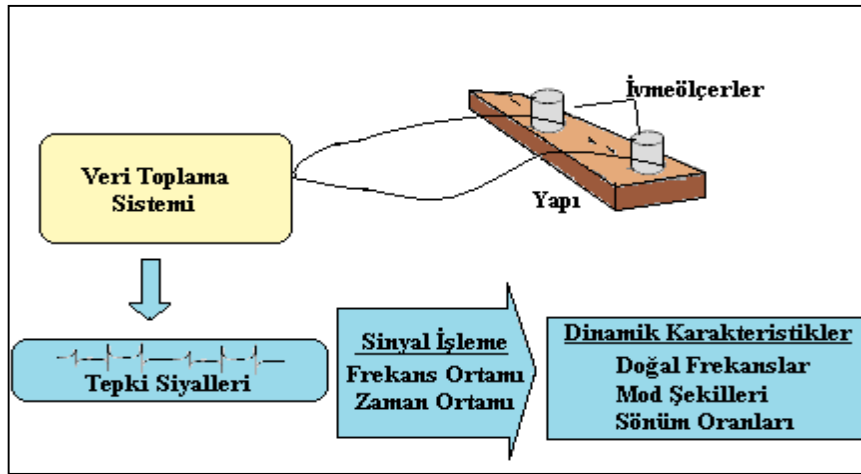 İvmeölçerler
Veri Toplama
Sistemi
Yapı
Tepki Siyalleri
Sinyal İşleme
Frekans Ortamı
Zaman Ortamı
Dinamik Karakteristikler
Doğal Frekanslar
Mod Şekilleri
Sönüm Oranları